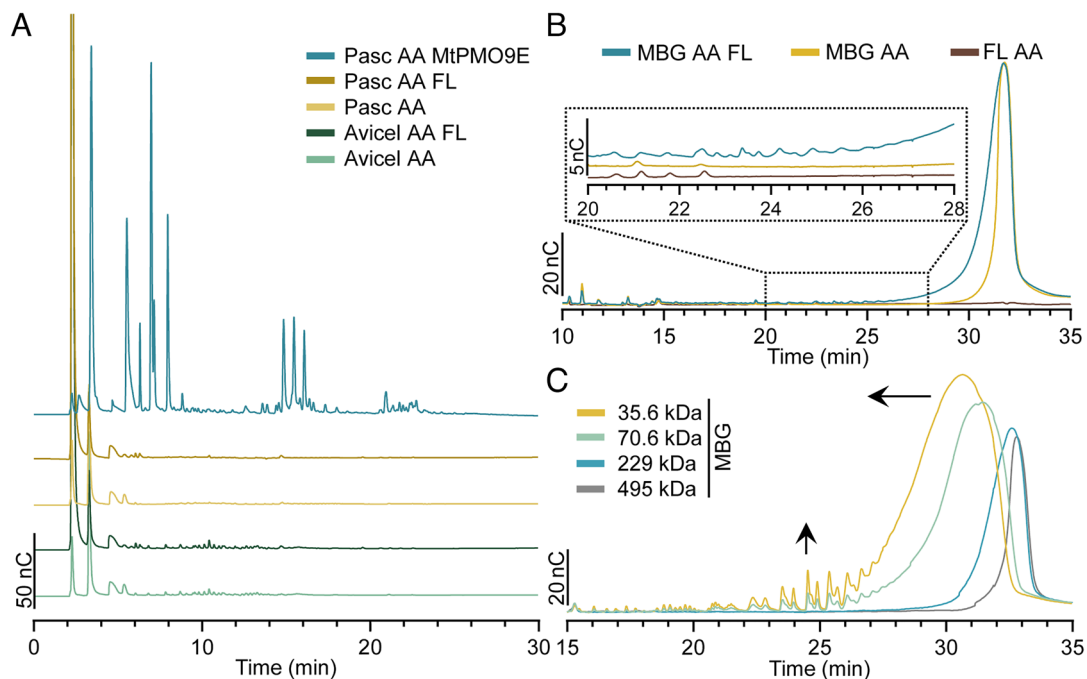 A
Pasc AA MtPMO9E
Pasc AA FL
Pasc AA
Avicel AA FL
Avicel AA
50 nC
0 10 20 30
Time (min)
B
MBG AA FL MBG AA FL AA
5 nC
20 22 24 26 28
20 nC
10 15 20 25 30 35
Time (min)
C
35.6 kDa
70.6 kDa
229 kDa
495 kDa
MBG
20 nC
15 20 25 30 35
Time (min)